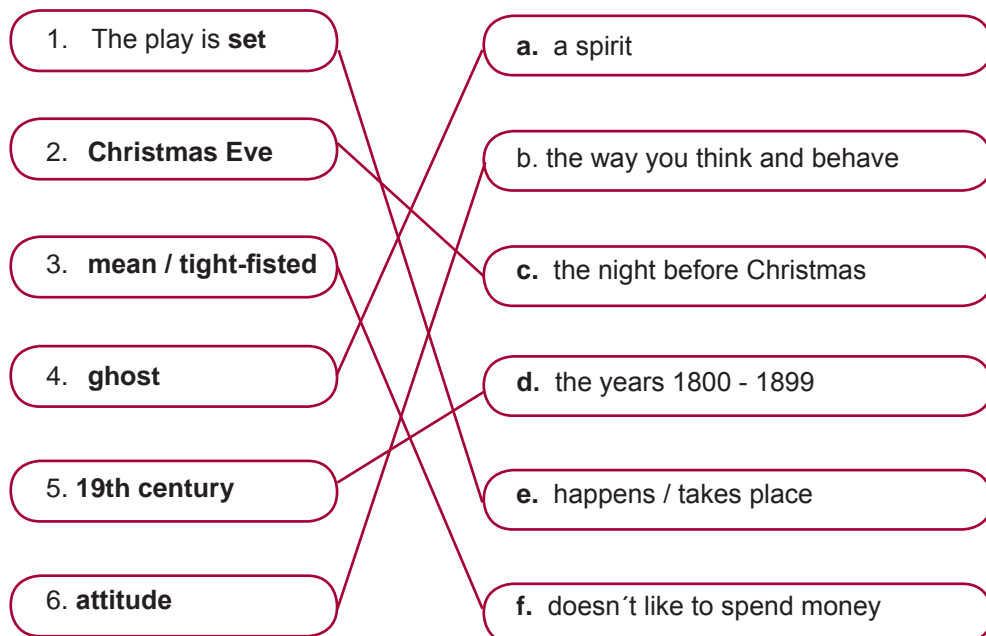 1. The play is set
2. Christmas Eve
3. mean / tight-fisted
4. ghost
5. 19th century
6. attitude
a. a spirit
b. the way you think and behave
c. the night before Christmas
d. the years 1800 - 1899
e. happens / takes place
f. doesn´t like to spend money